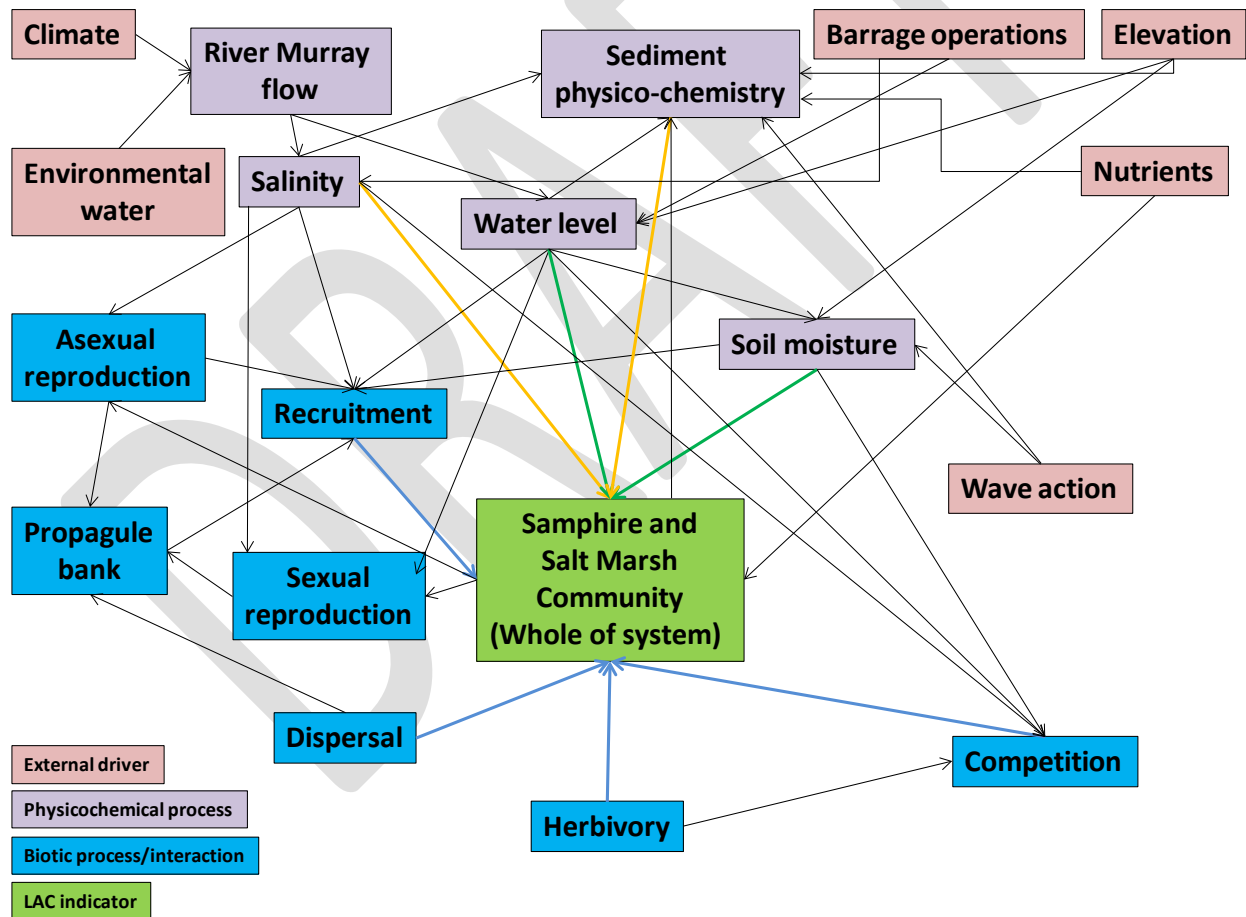 Climate
River Murray
flow
Sediment
physico-chemistry
Barrage operations
Elevation
Environmental
water
Salinity
Water level
Nutrients
Asexual
reproduction
Recruitment
Soil moisture
Wave action
Propagule
bank
Sexual
reproduction
Samphire and
Salt Marsh
Community
(Whole of system)
Dispersal
Herbivory
Competition
External driver
Physicochemical process
Biotic process/interaction
LAC indicator
DRAFT